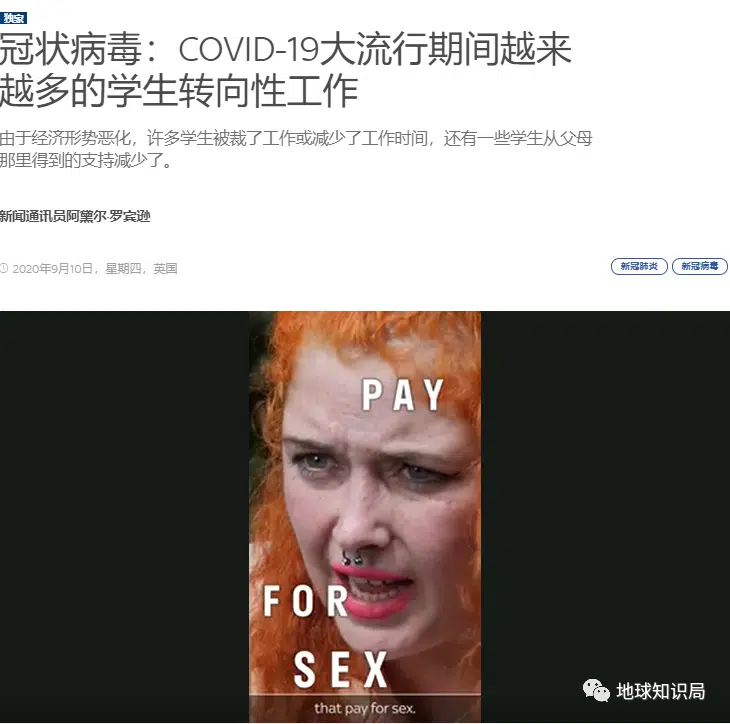 独家
冠状病毒：COVID-19大流行期间越来
越多的学生转向性工作
由于经济形势恶化，许多学生被裁了工作或减少了工作时间，还有一些学生从父母
那里得到的支持减少了。
新闻通讯员阿黛尔·罗宾逊
2020年9月10日，星期四，英国
新冠肺炎 新冠病毒
PAY
FOR
SEX
that pay for sex.
地球知识局